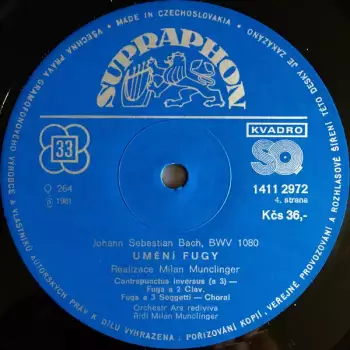 MADE IN CZECHOSLOVAKIA • VŠECHNA PRÁVA GRAMOFONOVÉHO VÝROBCE A VLASTNÍKŮ AUTORSKÝCH PRÁV K DÍLU VYHRAZENA. POŘIZOVÁNÍ KOPIÍ, VEŘEJNÉ PROVOZOVÁNÍ A ROZHLASOVÉ ŠÍŘENÍ TÉTO DESKY JE ZAKÁZÁNO
SUPRAPHON
KVADRO
33
SQ
264
1411 2972
Ⓟ 1981
4. strana
Kčs 36,-
Johann Sebastian Bach, BWV 1080
UMĚNÍ FUGY
Realizace Milan Munclinger
Contrapunctus inversus (a 3) —
Fuga a 2 Clav.
Fuga a 3 Soggetti — Choral
Orchestr Ars rediviva
Řídí Milan Munclinger